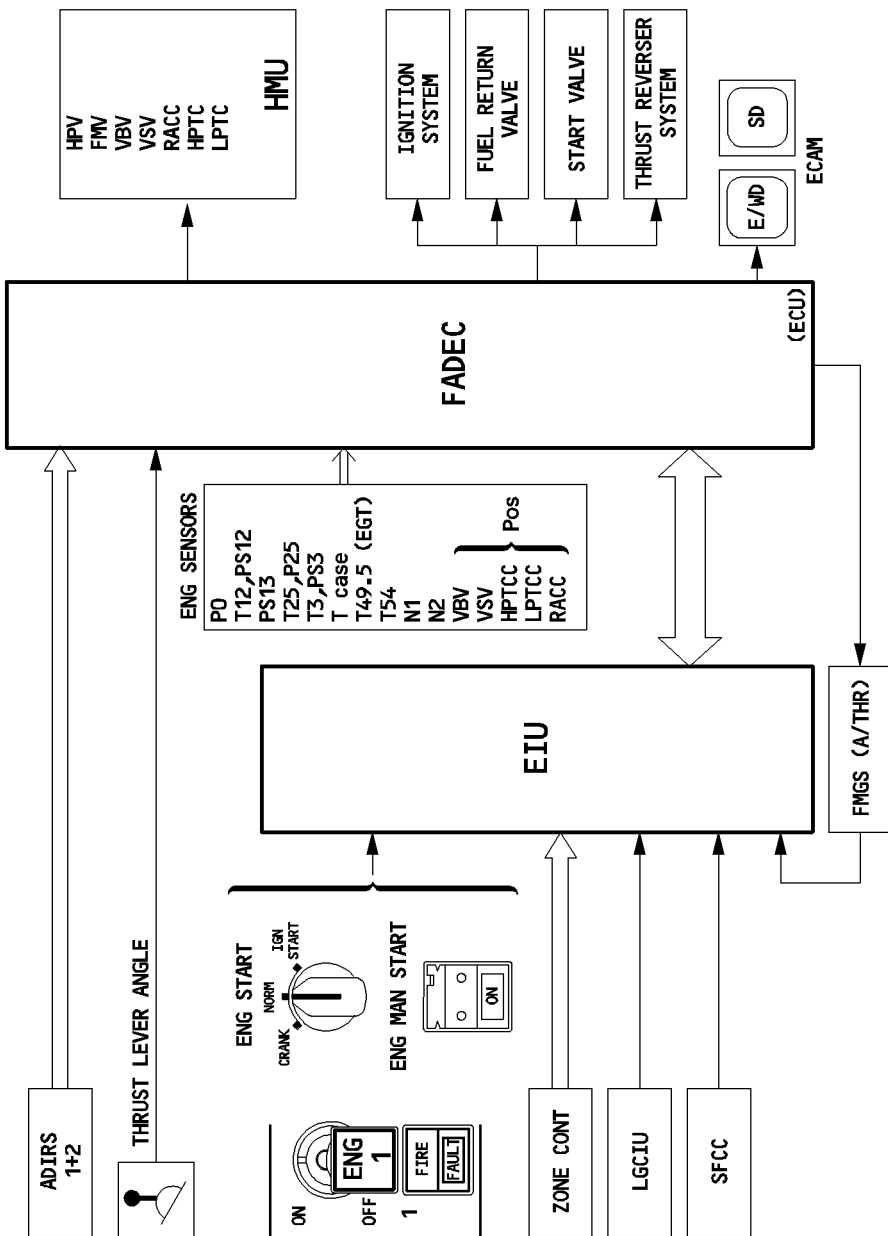 ADIRS
1+2
THRUST LEVER ANGLE
ON
OFF
ENG
1
1
FIRE
FAULT
ENG START
CRANK
NORM
IGN
START
ENG MAN START
ON
ZONE CONT
LGCIU
SFCC
EIU
FMGS (A/THR)
ENG SENSORS
P0
T12,PS12
PS13
T25,P25
T3,PS3
T case
T49.5 (EGT)
T54
N1
N2
VBV
VSV
HPTCC
LPTCC
RACC
Pos
FADEC
(ECU)
HPV
FMV
VBV
VSV
RACC
HPTC
LPTC
HMU
IGNITION
SYSTEM
FUEL RETURN
VALVE
START VALVE
THRUST REVERSER
SYSTEM
E/WD
SD
ECAM